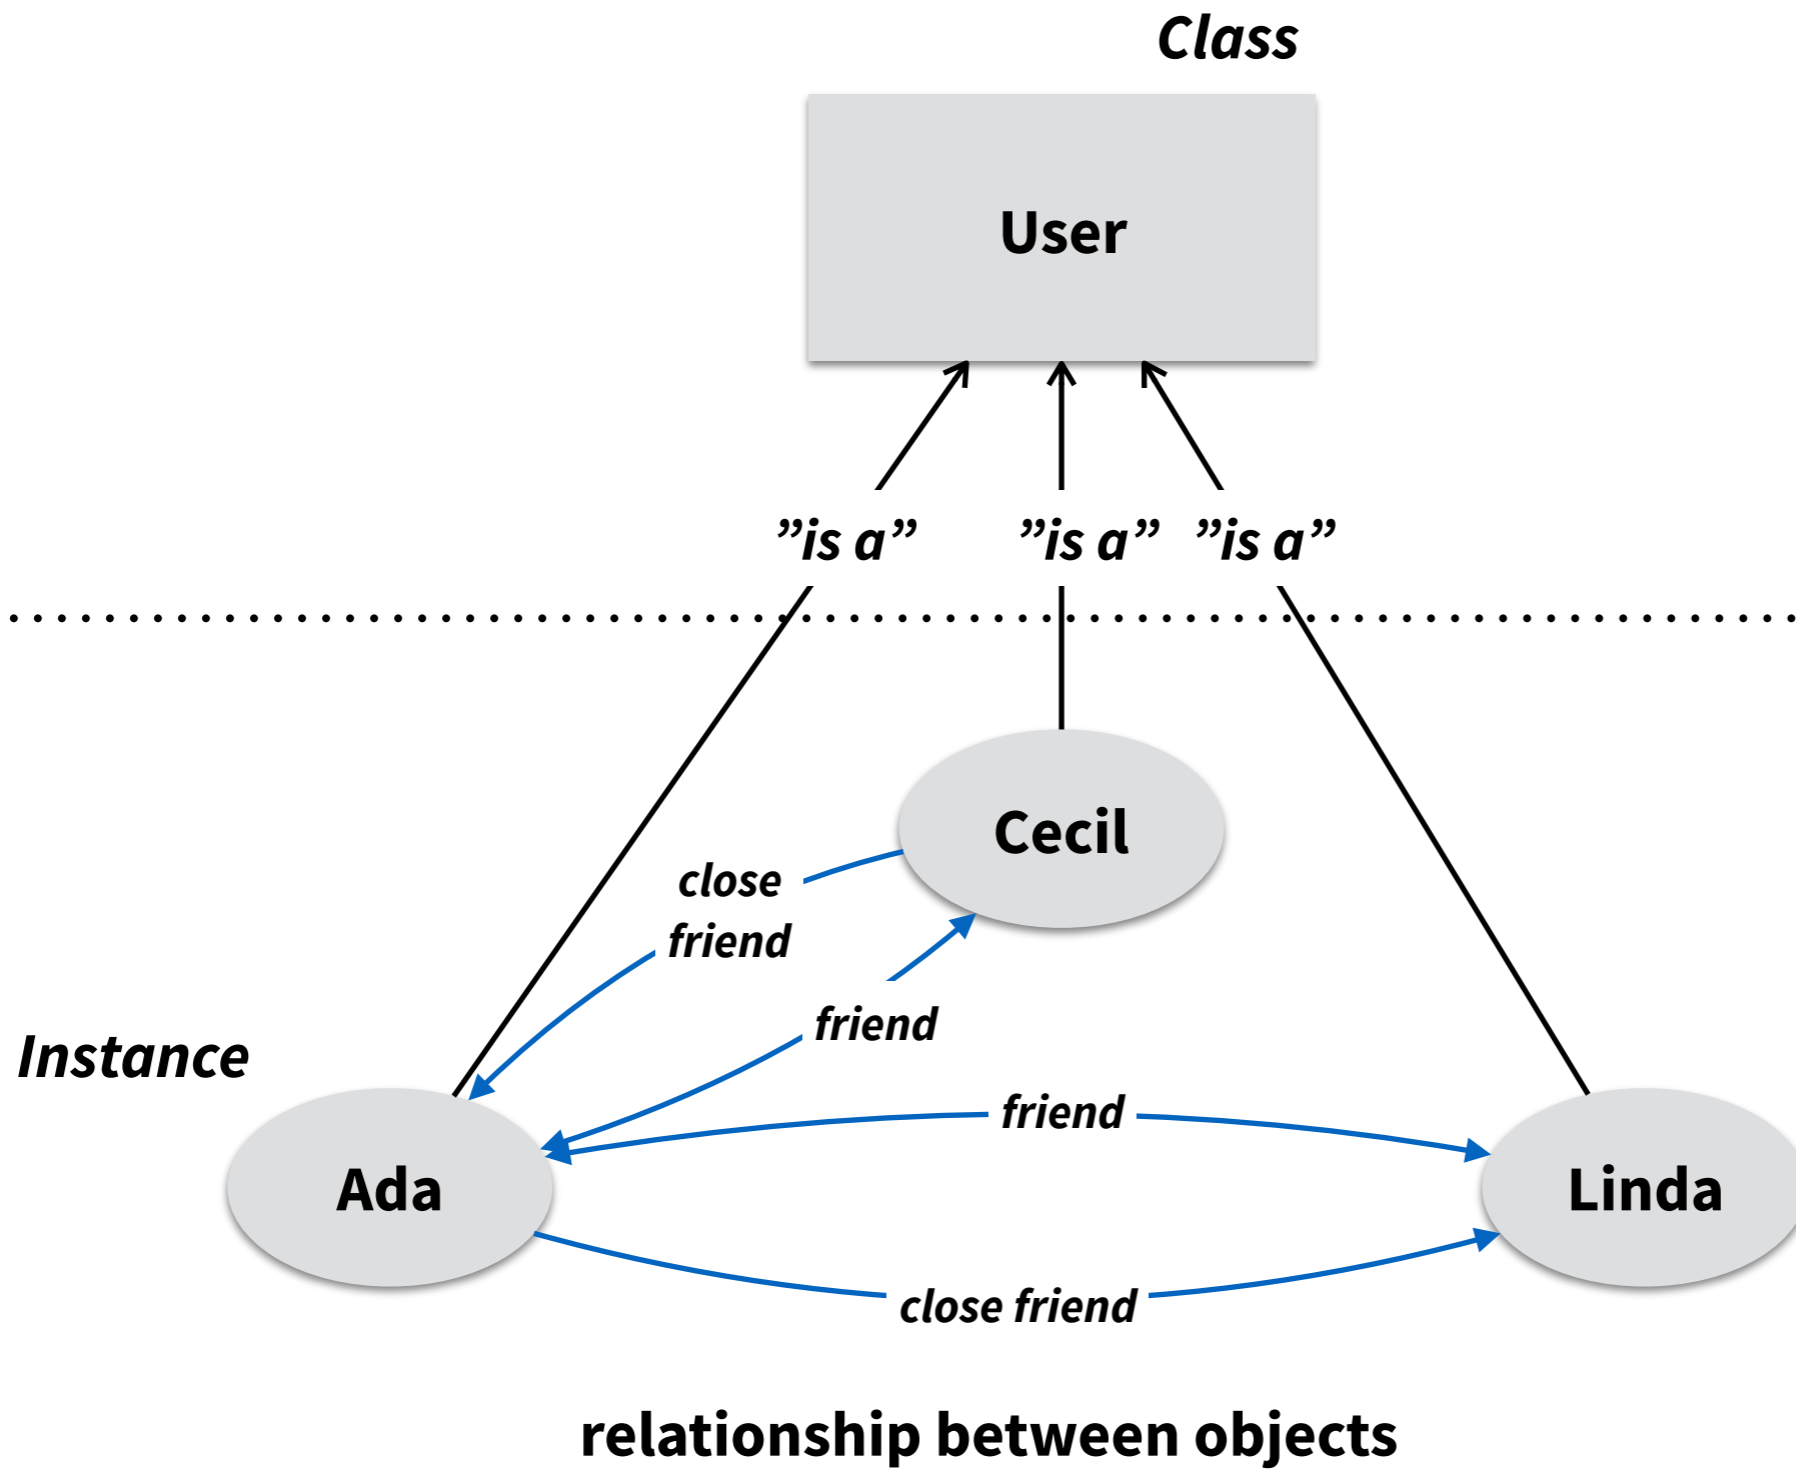 Class
User
”is a” ”is a” ”is a”
Cecil
close
friend
friend
Instance
friend
Ada
Linda
close friend
relationship between objects